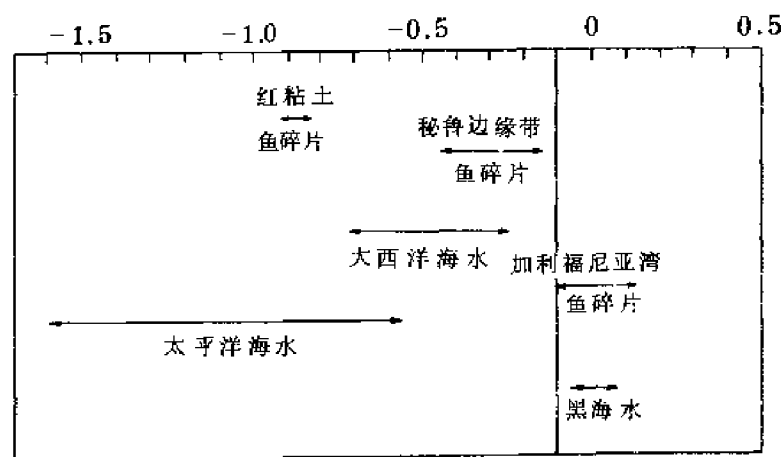 -1.5 -1.0 -0.5 0 0.5
红粘土
鱼碎片
秘鲁边缘带
鱼碎片
大西洋海水
加利福尼亚湾
鱼碎片
太平洋海水
黑海水